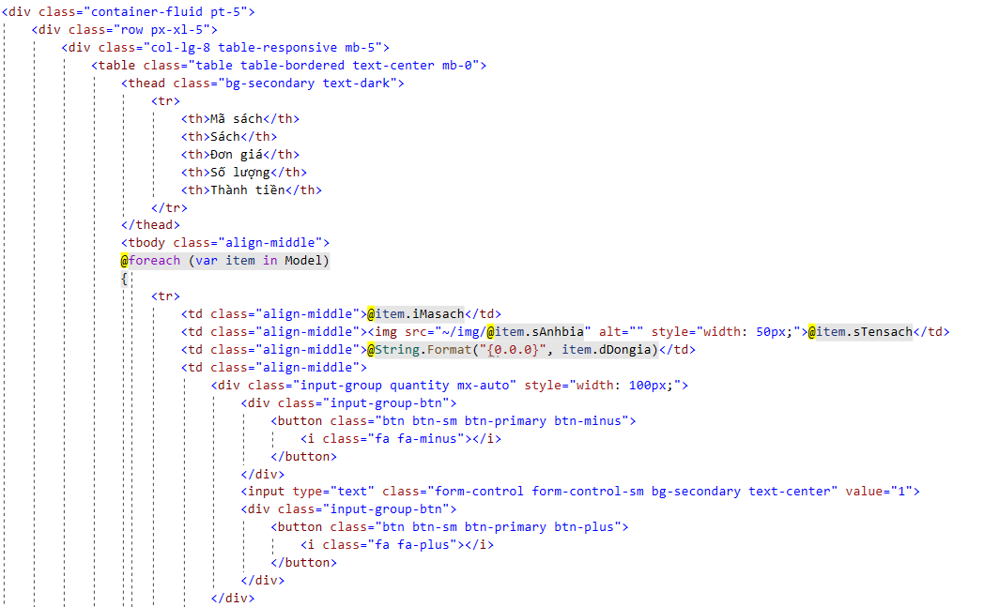 <div class="container-fluid pt-5">
<div class="row px-xl-5">
<div class="col-lg-8 table-responsive mb-5">
<table class="table table-bordered text-center mb-0">
<thead class="bg-secondary text-dark">
<tr>
<th>Mã sách</th>
<th>Sách</th>
<th>Đơn giá</th>
<th>Số lượng</th>
<th>Thành tiền</th>
</tr>
</thead>
<tbody class="align-middle">
@foreach (var item in Model)
{
<tr>
<td class="align-middle">@item.iMasach</td>
<td class="align-middle"><img src="~/img/@item.sAnhbia" alt="" style="width: 50px;">@item.sTensach</td>
<td class="align-middle">@String.Format("{0.0.0}", item.dDongia)</td>
<td class="align-middle">
<div class="input-group quantity mx-auto" style="width: 100px;">
<div class="input-group-btn">
<button class="btn btn-sm btn-primary btn-minus">
<i class="fa fa-minus"></i>
</button>
</div>
<input type="text" class="form-control form-control-sm bg-secondary text-center" value="1">
<div class="input-group-btn">
<button class="btn btn-sm btn-primary btn-plus">
<i class="fa fa-plus"></i>
</button>
</div>
</div>